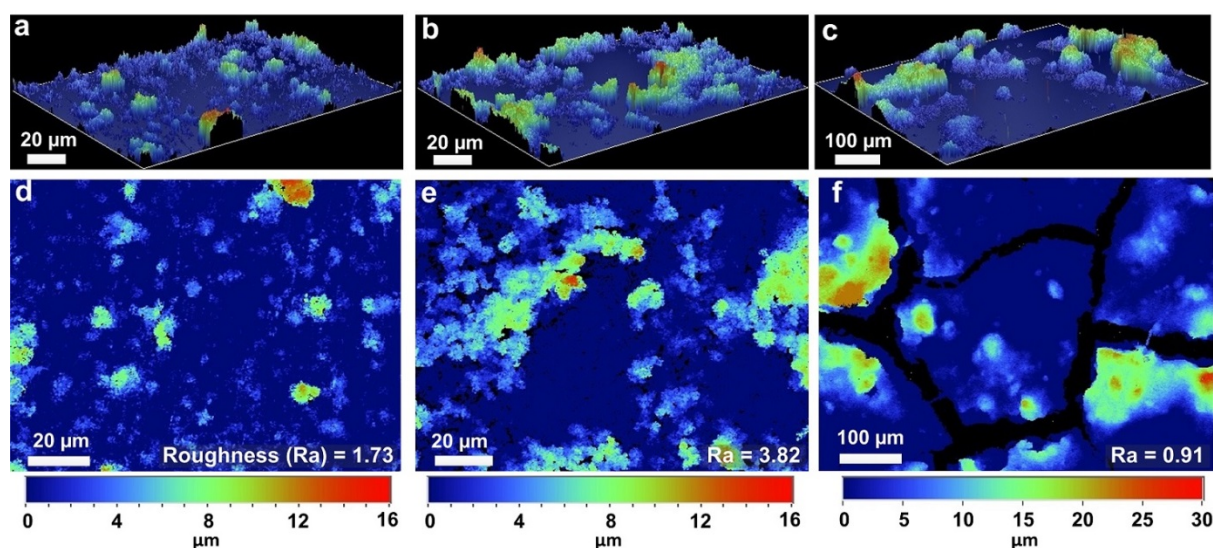 a
20 µm
b
20 µm
c
100 µm
d
20 µm
Roughness (Ra) = 1.73
e
20 µm
Ra = 3.82
f
100 µm
Ra = 0.91
0 4 8 12 16
µm
0 4 8 12 16
µm
0 5 10 15 20 25 30
µm